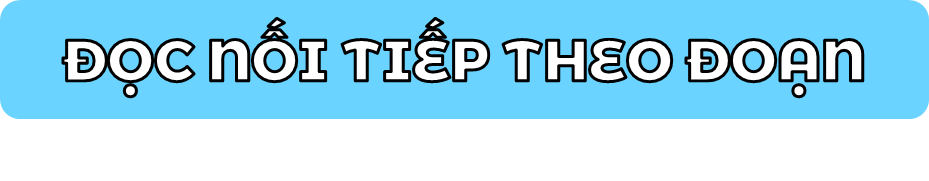 ĐỌC NỐI TIẾP THEO ĐOẠN